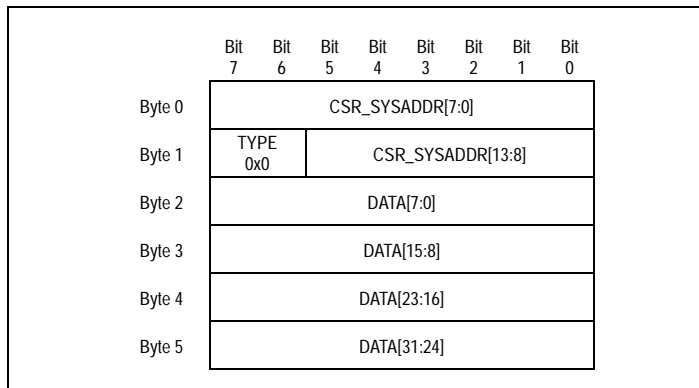 Bit Bit Bit Bit Bit Bit Bit Bit
7 6 5 4 3 2 1 0
Byte 0 CSR_SYSADDR[7:0]
Byte 1 TYPE 0x0 CSR_SYSADDR[13:8]
Byte 2 DATA[7:0]
Byte 3 DATA[15:8]
Byte 4 DATA[23:16]
Byte 5 DATA[31:24]